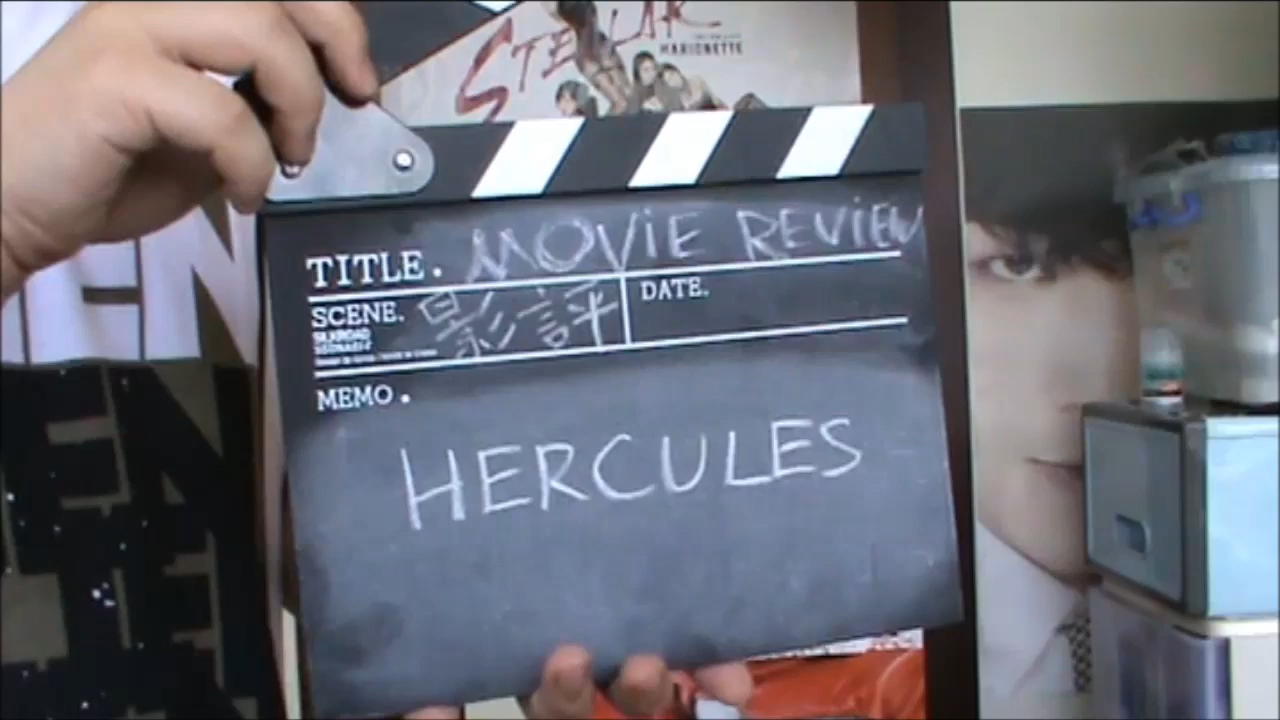 STELLAR
MARIONETTE
TITLE. MOVIE REVIEW
SCENE. 影評
DATE.
MEMO.
HERCULES